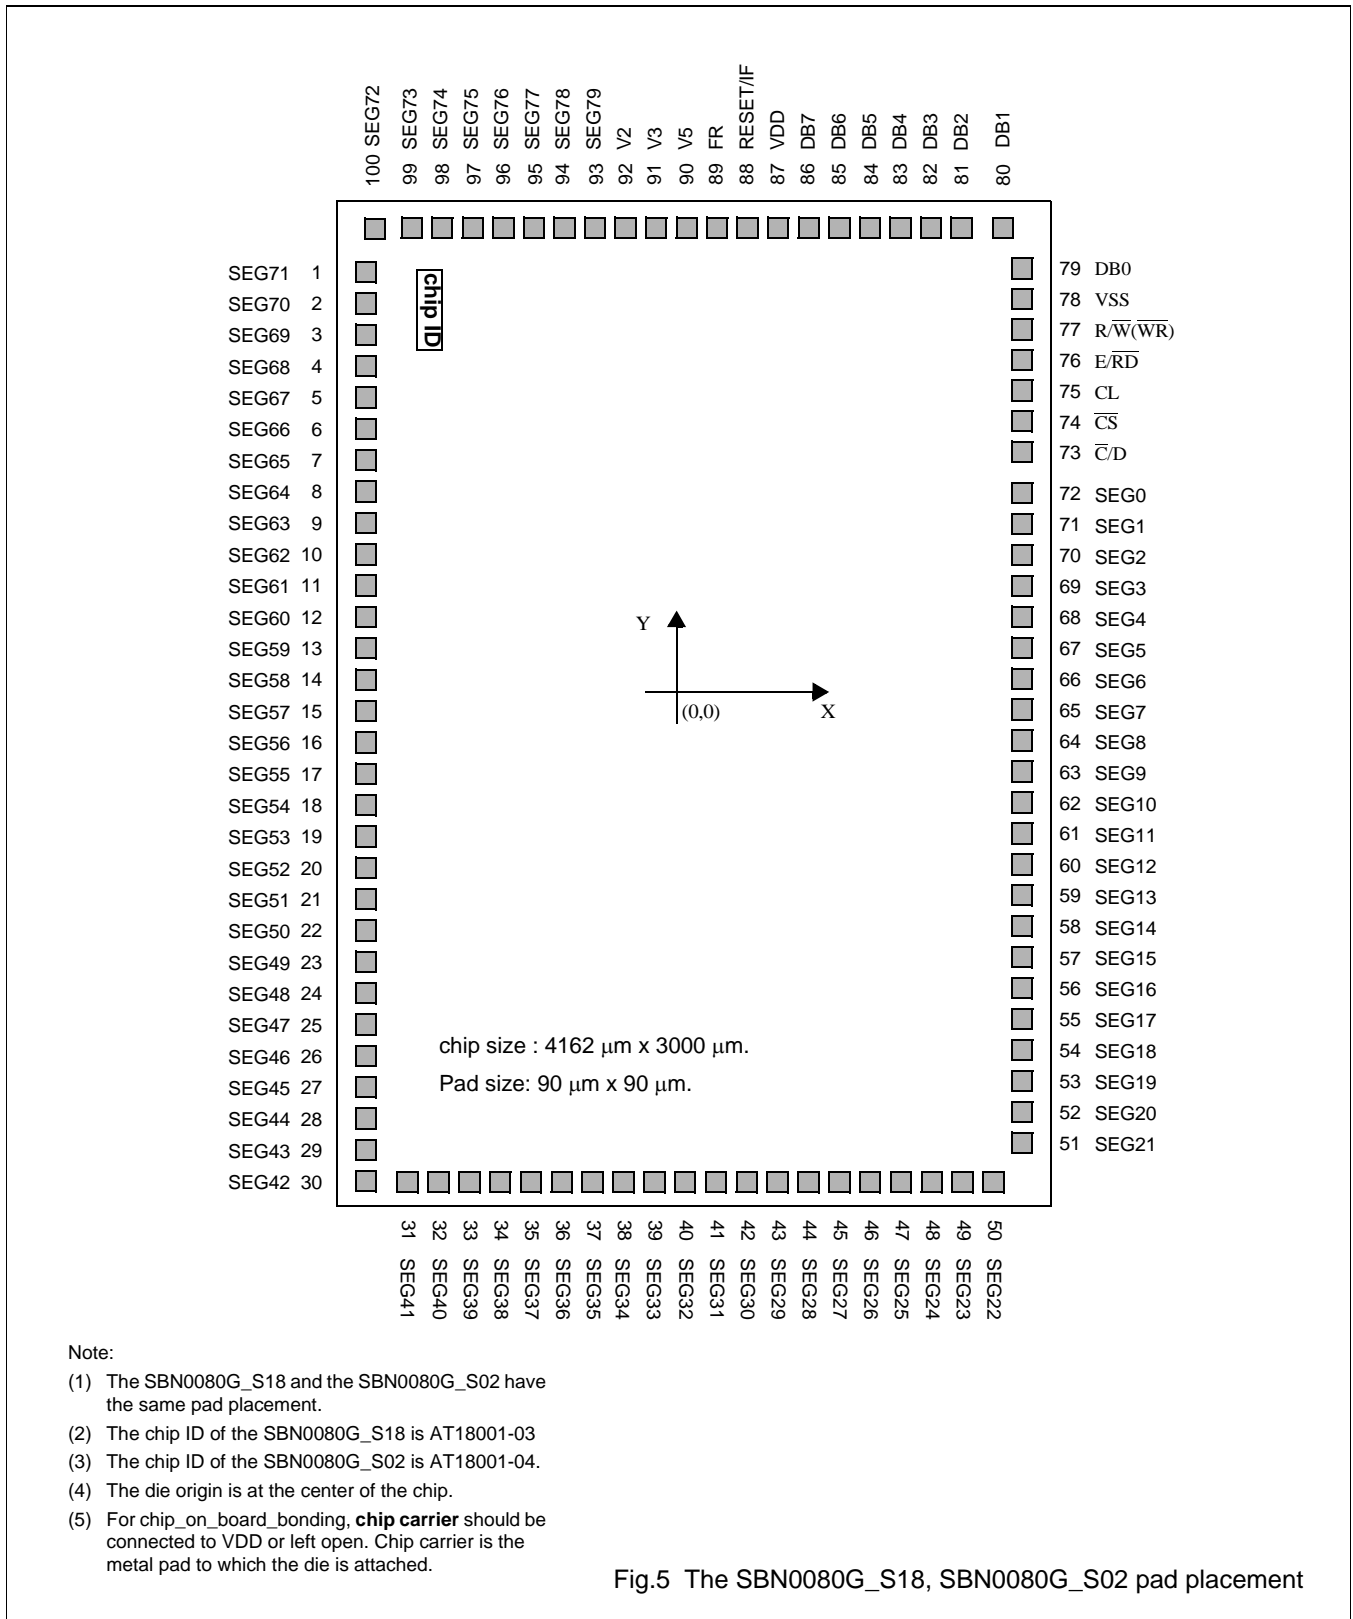 100 SEG72
99 SEG73
98 SEG74
97 SEG75
96 SEG76
95 SEG77
94 SEG78
93 SEG79
92 V2
91 V3
90 V5
89 FR
88 RESET/IF
87 VDD
86 DB7
85 DB6
84 DB5
83 DB4
82 DB3
81 DB2
80 DB1
SEG71 1
SEG70 2
SEG69 3
SEG68 4
SEG67 5
SEG66 6
SEG65 7
SEG64 8
SEG63 9
SEG62 10
SEG61 11
SEG60 12
SEG59 13
SEG58 14
SEG57 15
SEG56 16
SEG55 17
SEG54 18
SEG53 19
SEG52 20
SEG51 21
SEG50 22
SEG49 23
SEG48 24
SEG47 25
SEG46 26
SEG45 27
SEG44 28
SEG43 29
SEG42 30
chip ID
Y
(0,0)
X
chip size : 4162 μm x 3000 μm.
Pad size: 90 μm x 90 μm.
79 DB0
78 VSS
77 R/W̅(W̅R̅)
76 E/R̅D̅
75 CL
74 C̅S̅
73 C̅/D
72 SEG0
71 SEG1
70 SEG2
69 SEG3
68 SEG4
67 SEG5
66 SEG6
65 SEG7
64 SEG8
63 SEG9
62 SEG10
61 SEG11
60 SEG12
59 SEG13
58 SEG14
57 SEG15
56 SEG16
55 SEG17
54 SEG18
53 SEG19
52 SEG20
51 SEG21
31 SEG41
32 SEG40
33 SEG39
34 SEG38
35 SEG37
36 SEG36
37 SEG35
38 SEG34
39 SEG33
40 SEG32
41 SEG31
42 SEG30
43 SEG29
44 SEG28
45 SEG27
46 SEG26
47 SEG25
48 SEG24
49 SEG23
50 SEG22
Note:
(1) The SBN0080G_S18 and the SBN0080G_S02 have
the same pad placement.
(2) The chip ID of the SBN0080G_S18 is AT18001-03
(3) The chip ID of the SBN0080G_S02 is AT18001-04.
(4) The die origin is at the center of the chip.
(5) For chip_on_board_bonding, chip carrier should be
connected to VDD or left open. Chip carrier is the
metal pad to which the die is attached.
Fig.5 The SBN0080G_S18, SBN0080G_S02 pad placement